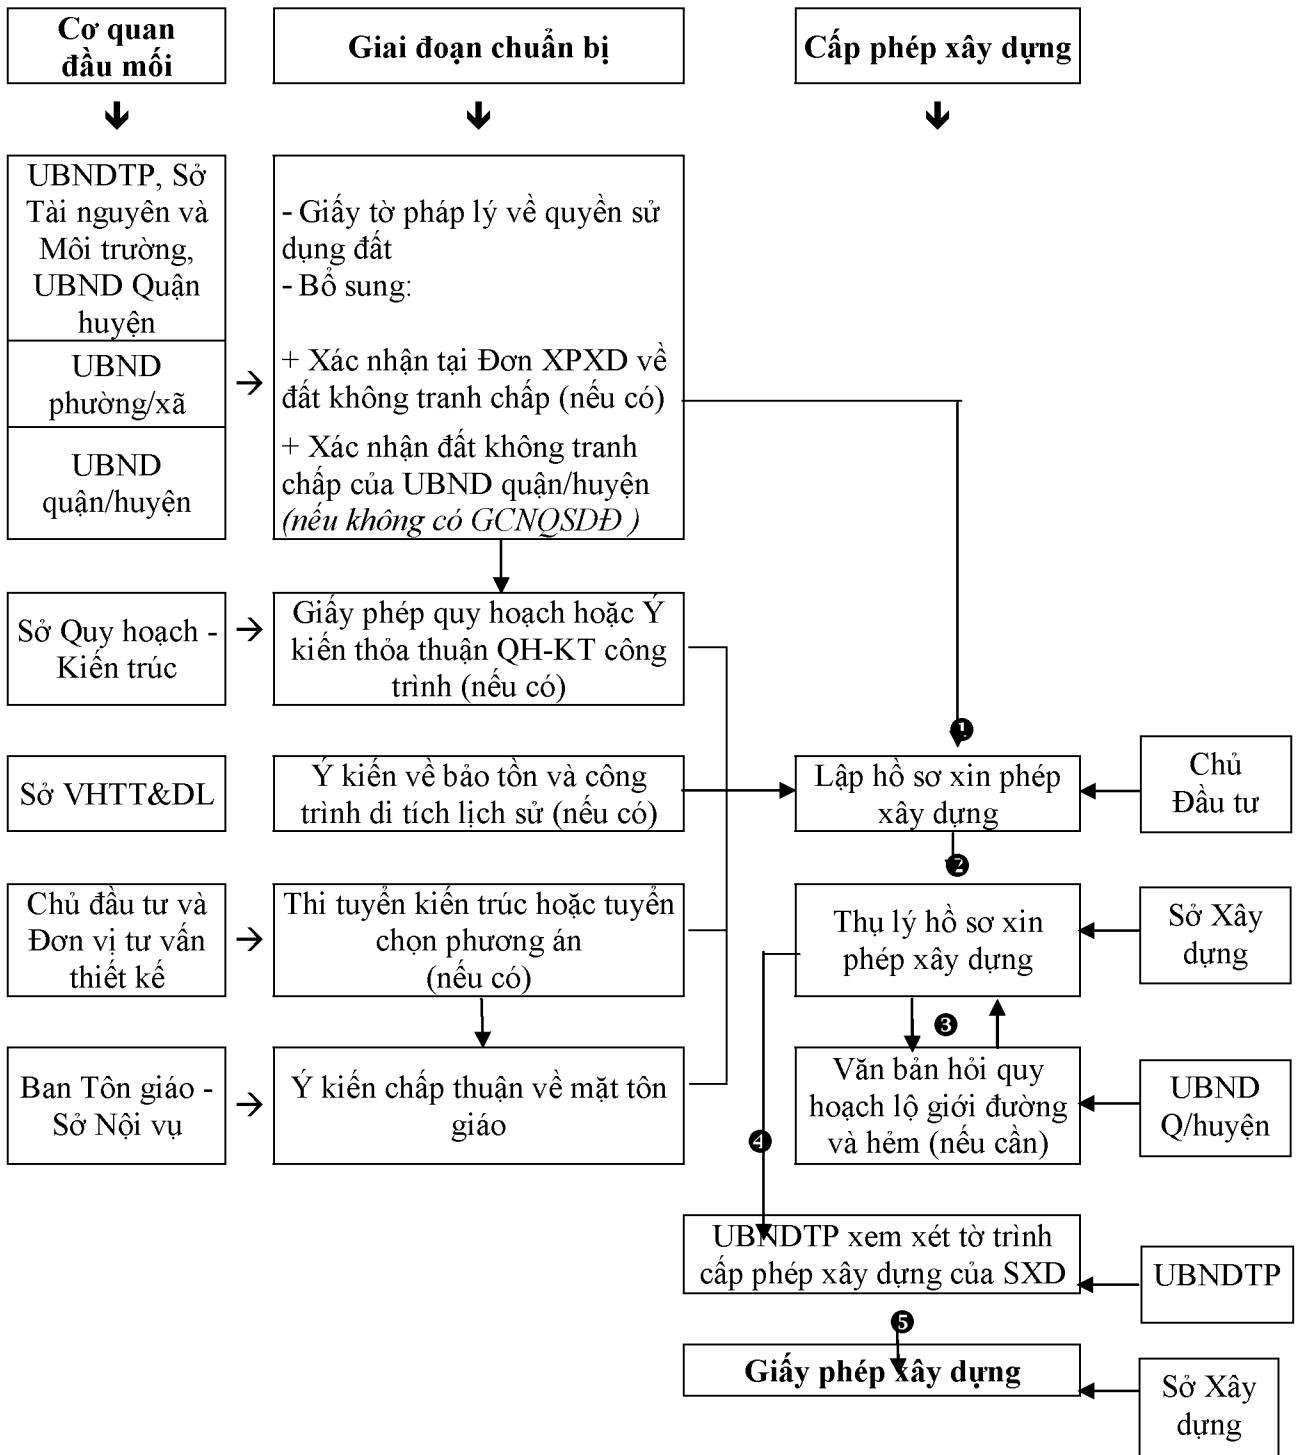 Cơ quan
đầu mối
Giai đoạn chuẩn bị
Cấp phép xây dựng
UBNDTP, Sở
Tài nguyên và
Môi trường,
UBND Quận
huyện
UBND
phường/xã
UBND
quận/huyện
- Giấy tờ pháp lý về quyền sử
dụng đất
- Bổ sung:
+ Xác nhận tại Đơn XPXD về
đất không tranh chấp (nếu có)
+ Xác nhận đất không tranh
chấp của UBND quận/huyện
(nếu không có GCNQSDĐ )
Sở Quy hoạch -
Kiến trúc
Giấy phép quy hoạch hoặc Ý
kiến thỏa thuận QH-KT công
trình (nếu có)
❶
Sở VHTT&DL
Ý kiến về bảo tồn và công
trình di tích lịch sử (nếu có)
Lập hồ sơ xin phép
xây dựng
Chủ
Đầu tư
❷
Chủ đầu tư và
Đơn vị tư vấn
thiết kế
Thi tuyển kiến trúc hoặc tuyển
chọn phương án
(nếu có)
Thụ lý hồ sơ xin
phép xây dựng
Sở Xây
dựng
❸
Ban Tôn giáo -
Sở Nội vụ
Ý kiến chấp thuận về mặt tôn
giáo
Văn bản hỏi quy
hoạch lộ giới đường
và hẻm (nếu cần)
UBND
Q/huyện
❹
UBNDTP xem xét tờ trình
cấp phép xây dựng của SXD
UBNDTP
❺
Giấy phép xây dựng
Sở Xây
dựng